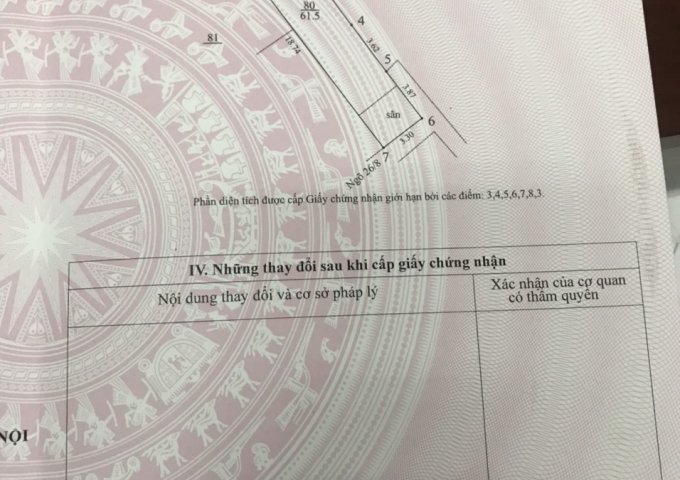 80
61.5
4
81
18.74
3.62
5
3.87
sân
6
3.30
Ngõ 26/8
7
Phần diện tích được cấp Giấy chứng nhận giới hạn bởi các điểm: 3,4,5,6,7,8,3.
IV. Những thay đổi sau khi cấp giấy chứng nhận
Nội dung thay đổi và cơ sở pháp lý
Xác nhận của cơ quan
có thẩm quyền
NỘI